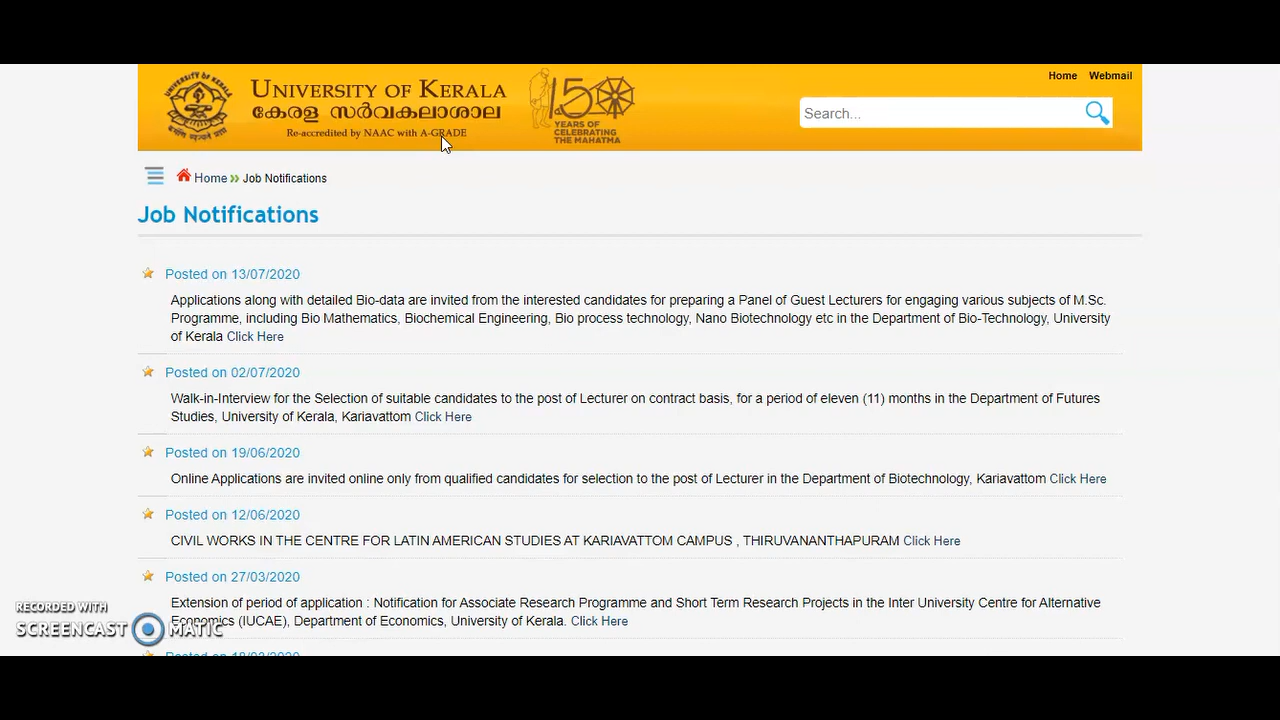 UNIVERSITY OF KERALA
കേരള സർവകലാശാല
Re-accredited by NAAC with A-GRADE
150
YEARS OF
CELEBRATING
THE MAHATMA
Home Webmail
Search...
Home » Job Notifications
Job Notifications
Posted on 13/07/2020
Applications along with detailed Bio-data are invited from the interested candidates for preparing a Panel of Guest Lecturers for engaging various subjects of M.Sc.
Programme, including Bio Mathematics, Biochemical Engineering, Bio process technology, Nano Biotechnology etc in the Department of Bio-Technology, University
of Kerala Click Here
Posted on 02/07/2020
Walk-in-Interview for the Selection of suitable candidates to the post of Lecturer on contract basis, for a period of eleven (11) months in the Department of Futures
Studies, University of Kerala, Kariavattom Click Here
Posted on 19/06/2020
Online Applications are invited online only from qualified candidates for selection to the post of Lecturer in the Department of Biotechnology, Kariavattom Click Here
Posted on 12/06/2020
CIVIL WORKS IN THE CENTRE FOR LATIN AMERICAN STUDIES AT KARIAVATTOM CAMPUS , THIRUVANANTHAPURAM Click Here
Posted on 27/03/2020
Extension of period of application : Notification for Associate Research Programme and Short Term Research Projects in the Inter University Centre for Alternative
Economics (IUCAE), Department of Economics, University of Kerala. Click Here
RECORDED WITH
SCREENCAST MATIC